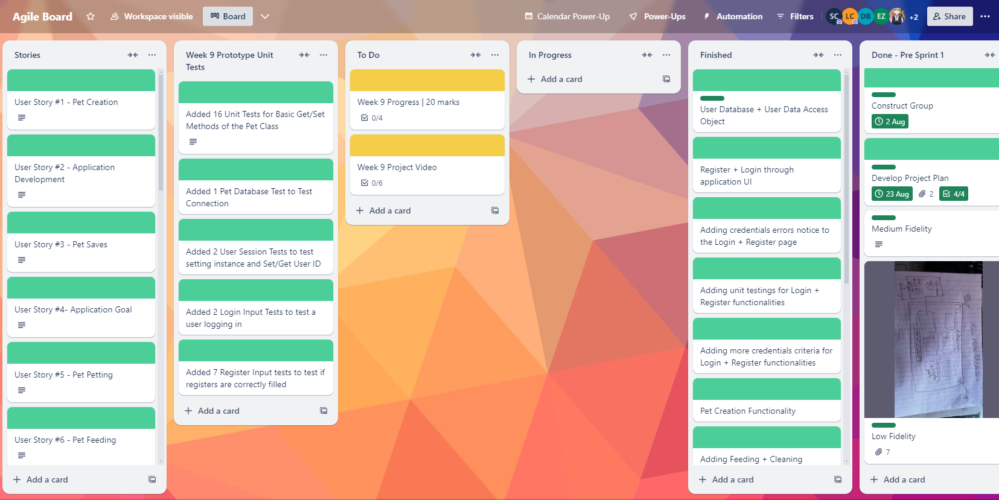 Agile Board
Workspace visible
Board
Calendar Power-Up
Power-Ups
Automation
Filters
SC
LC
DB
EZ
+2
Share
Stories
User Story #1 - Pet Creation
User Story #2 - Application
Development
User Story #3 - Pet Saves
User Story #4- Application Goal
User Story #5 - Pet Petting
User Story #6 - Pet Feeding
Add a card
Week 9 Prototype Unit
Tests
Added 16 Unit Tests for Basic Get/Set
Methods of the Pet Class
Added 1 Pet Database Test to Test
Connection
Added 2 User Session Tests to test
setting instance and Set/Get User ID
Added 2 Login Input Tests to test a
user logging in
Added 7 Register Input tests to test if
registers are correctly filled
Add a card
To Do
Week 9 Progress | 20 marks
0/4
Week 9 Project Video
0/6
Add a card
In Progress
Add a card
Finished
User Database + User Data Access
Object
Register + Login through
application UI
Adding credentials errors notice to
the Login + Register page
Adding unit testings for Login +
Register functionalities
Adding more credentials criteria for
Login + Register functionalities
Pet Creation Functionality
Adding Feeding + Cleaning
Add a card
Done - Pre Sprint 1
Construct Group
2 Aug
Develop Project Plan
23 Aug
2
4/4
Medium Fidelity
Low Fidelity
7
Add a card